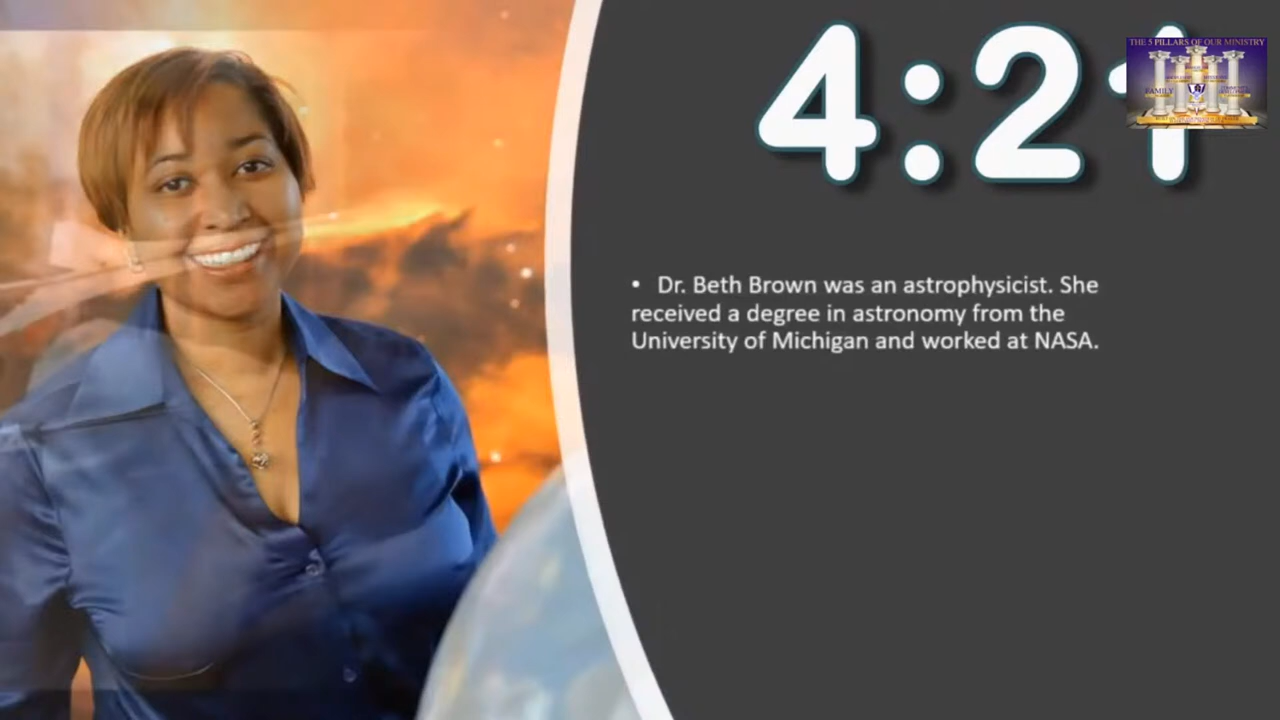 4:21
THE 5 PILLARS OF OUR MINISTRY
FAMILY
• Dr. Beth Brown was an astrophysicist. She
received a degree in astronomy from the
University of Michigan and worked at NASA.